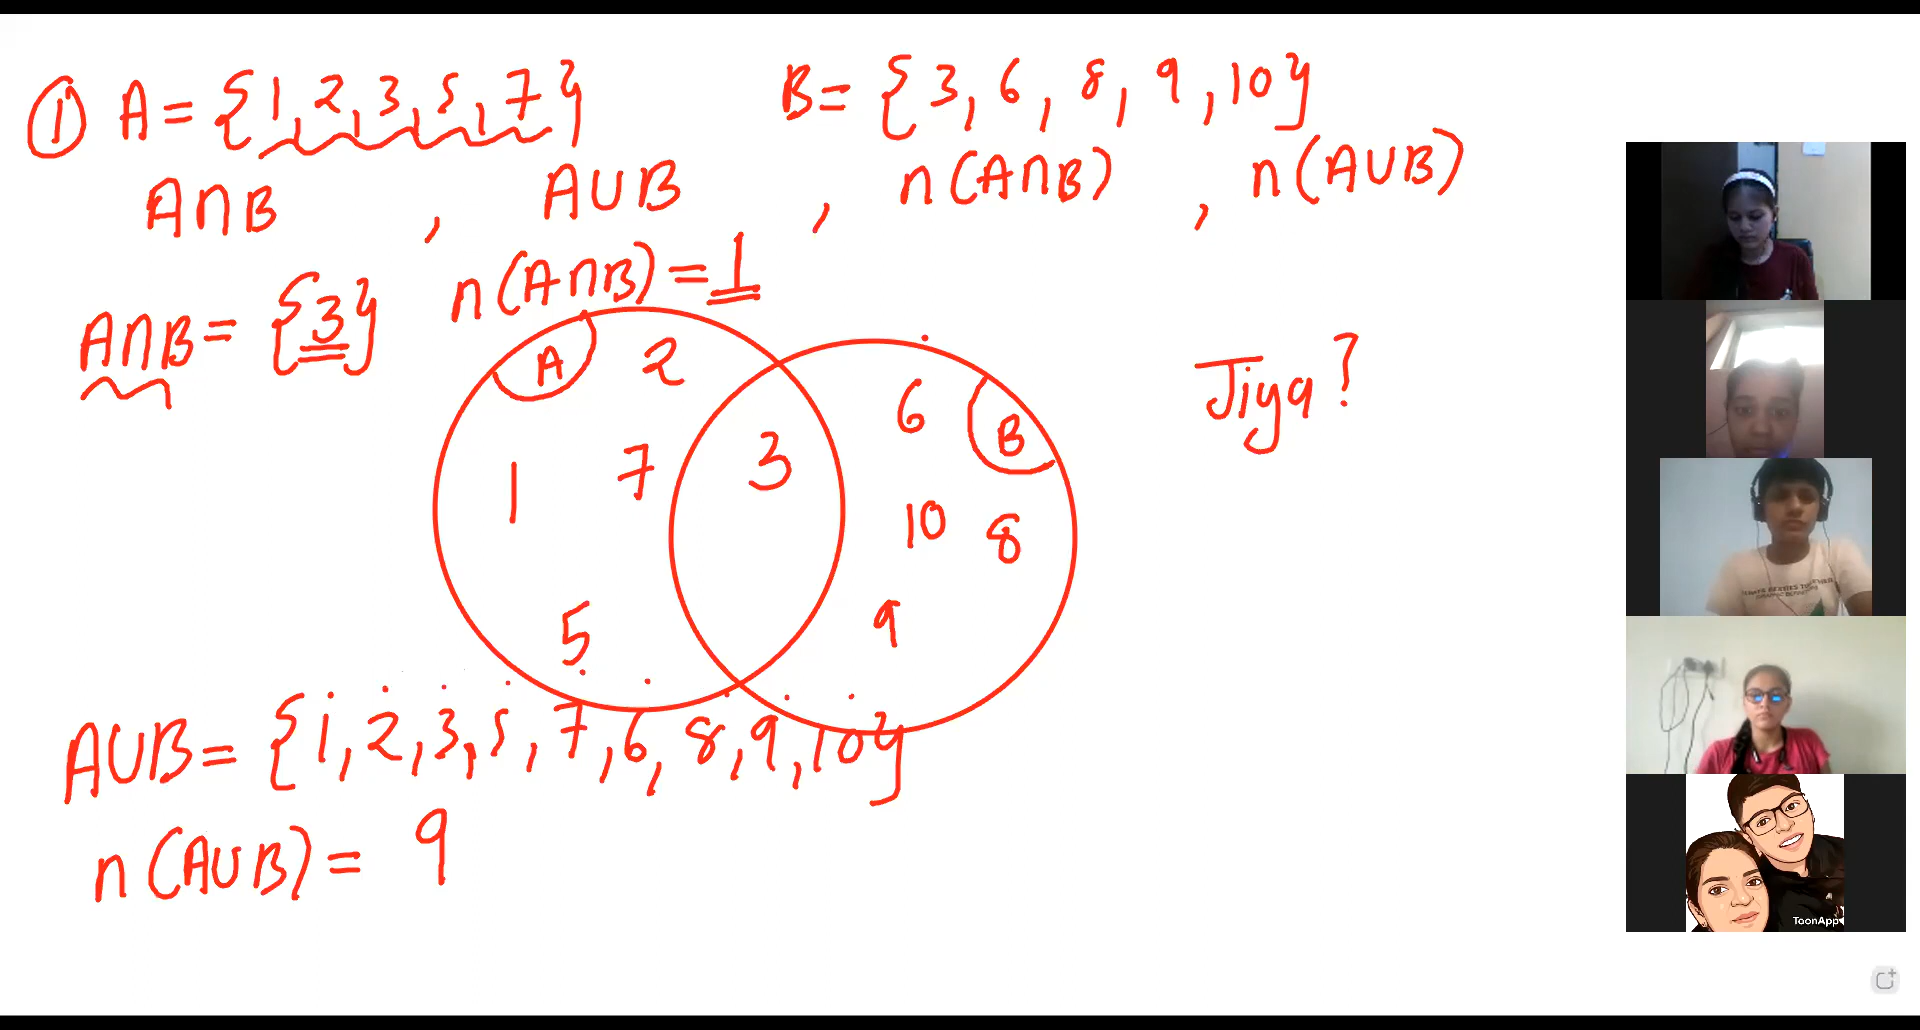 ① A = {1, 2, 3, 5, 7} B = {3, 6, 8, 9, 10}
A∩B , A∪B , n(A∩B) , n(A∪B)
A∩B = {3} n(A∩B) = 1
A 2
6 B
Jiya?
1 7 3
10 8
5 9
A∪B = {1, 2, 3, 5, 7, 6, 8, 9, 10}
n(A∪B) = 9
ToonApp